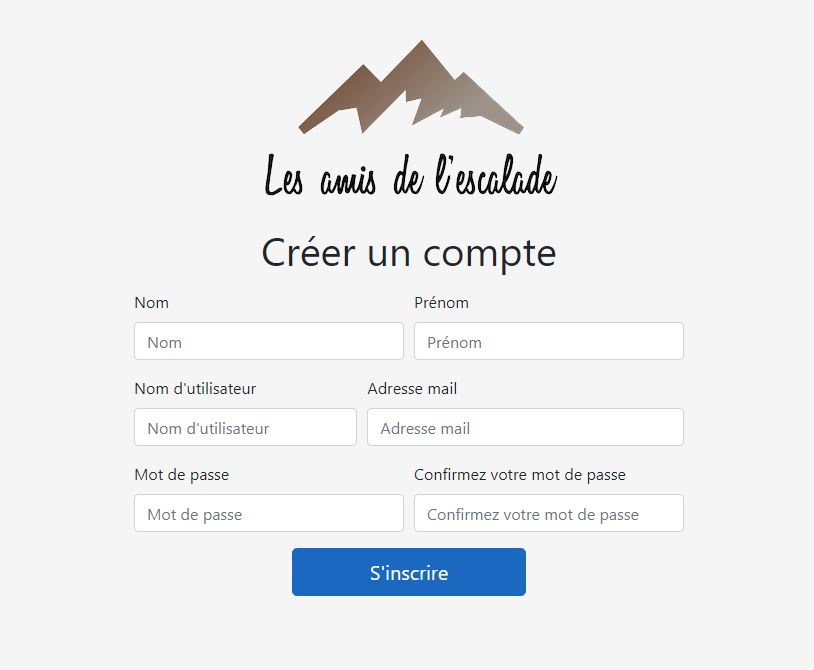 Les amis de l'escalade
Créer un compte
Nom Prénom
Nom Prénom
Nom d'utilisateur Adresse mail
Nom d'utilisateur Adresse mail
Mot de passe Confirmez votre mot de passe
Mot de passe Confirmez votre mot de passe
S'inscrire